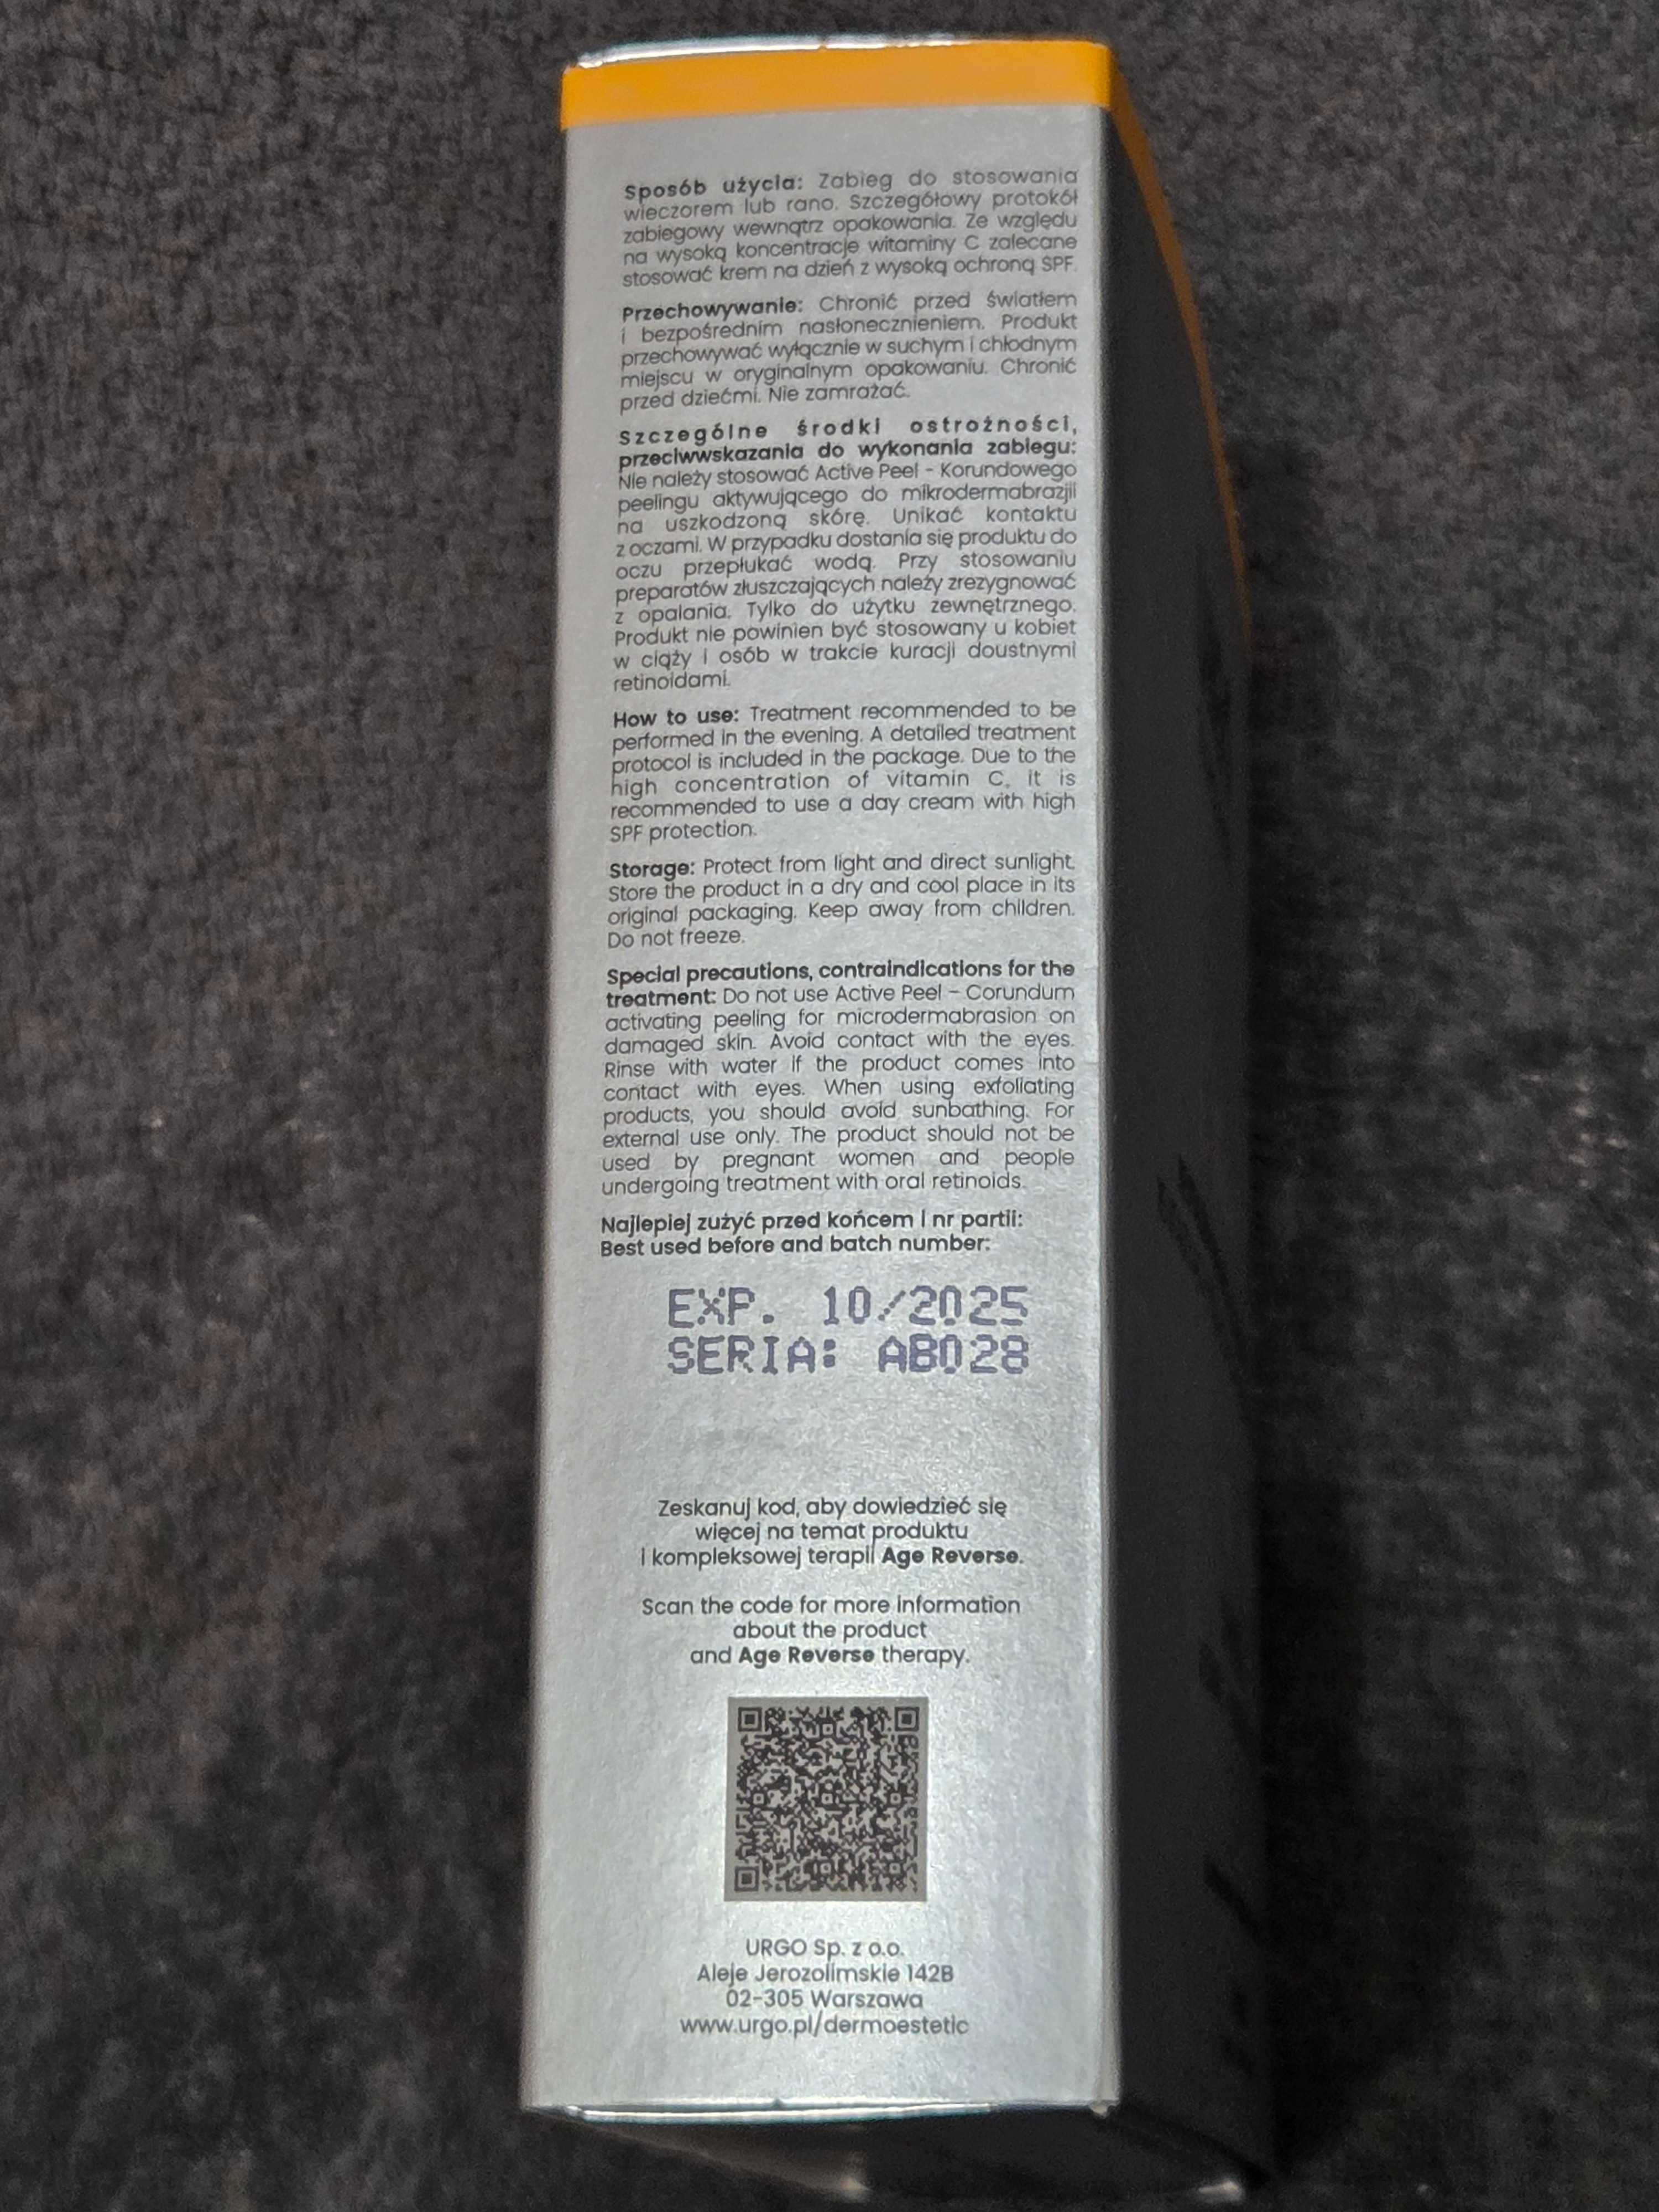 Sposób użycia: Zabieg do stosowania
wieczorem lub rano. Szczegółowy protokół
zabiegowy wewnątrz opakowania. Ze względu
na wysoką koncentracje witaminy C zalecane
stosować krem na dzień z wysoką ochroną SPF.
Przechowywanie: Chronić przed światłem
i bezpośrednim nasłonecznieniem. Produkt
przechowywać wyłącznie w suchym i chłodnym
miejscu w oryginalnym opakowaniu. Chronić
przed dziećmi. Nie zamrażać.
Szczególne środki ostrożności,
przeciwwskazania do wykonania zabiegu:
Nie należy stosować Active Peel - Korundowego
peelingu aktywującego do mikrodermabrazji
na uszkodzoną skórę. Unikać kontaktu
z oczami. W przypadku dostania się produktu do
oczu przepłukać wodą. Przy stosowaniu
preparatów złuszczających należy zrezygnować
z opalania. Tylko do użytku zewnętrznego.
Produkt nie powinien być stosowany u kobiet
w ciąży i osób w trakcie kuracji doustnymi
retinoidami.
How to use: Treatment recommended to be
performed in the evening. A detailed treatment
protocol is included in the package. Due to the
high concentration of vitamin C, it is
recommended to use a day cream with high
SPF protection.
Storage: Protect from light and direct sunlight.
Store the product in a dry and cool place in its
original packaging. Keep away from children.
Do not freeze.
Special precautions, contraindications for the
treatment: Do not use Active Peel – Corundum
activating peeling for microdermabrasion on
damaged skin. Avoid contact with the eyes.
Rinse with water if the product comes into
contact with eyes. When using exfoliating
products, you should avoid sunbathing. For
external use only. The product should not be
used by pregnant women and people
undergoing treatment with oral retinoids.
Najlepiej zużyć przed końcem i nr partii:
Best used before and batch number:
EXP. 10/2025
SERIA: AB028
Zeskanuj kod, aby dowiedzieć się
więcej na temat produktu
i kompleksowej terapii Age Reverse.
Scan the code for more information
about the product
and Age Reverse therapy.
URGO Sp. z o.o.
Aleje Jerozolimskie 142B
02-305 Warszawa
www.urgo.pl/dermoestetic